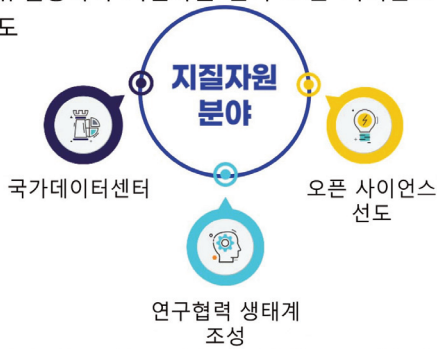 도
지질자원
분야
국가데이터센터
오픈 사이언스
선도
연구협력 생태계
조성